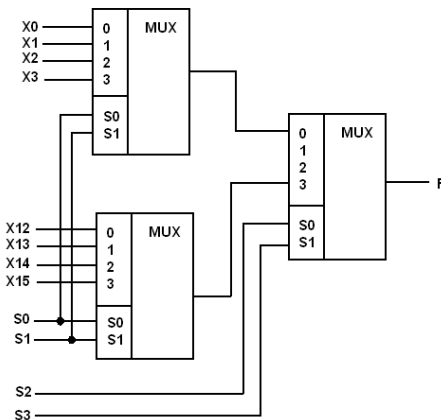 X0 0 MUX
X1 1
X2 2
X3 3
S0
S1
0 MUX
1
2
3
F
S0
S1
X12 0 MUX
X13 1
X14 2
X15 3
S0 S0
S1 S1
S2
S3